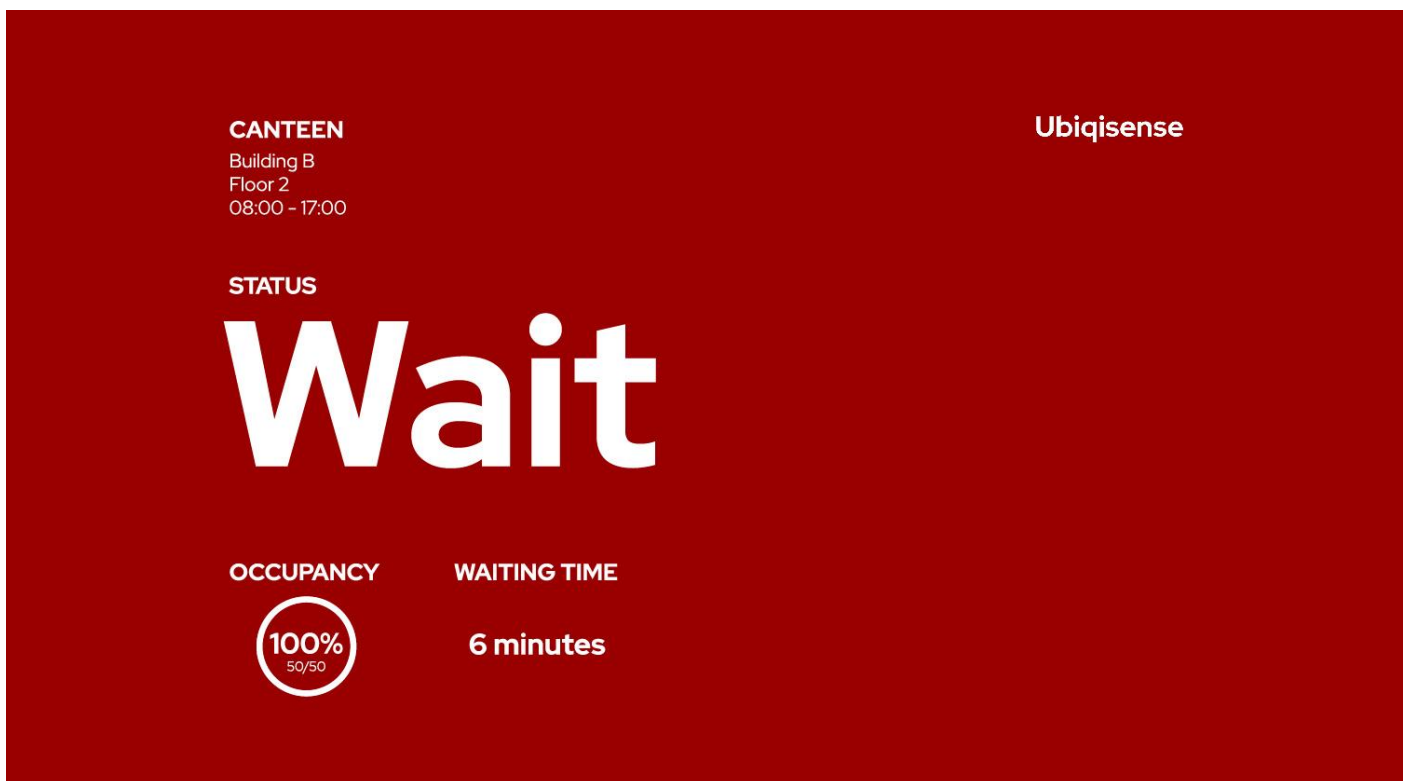 CANTEEN
Building B
Floor 2
08:00 - 17:00
Ubiqisense
STATUS
Wait
OCCUPANCY
100%
50/50
WAITING TIME
6 minutes